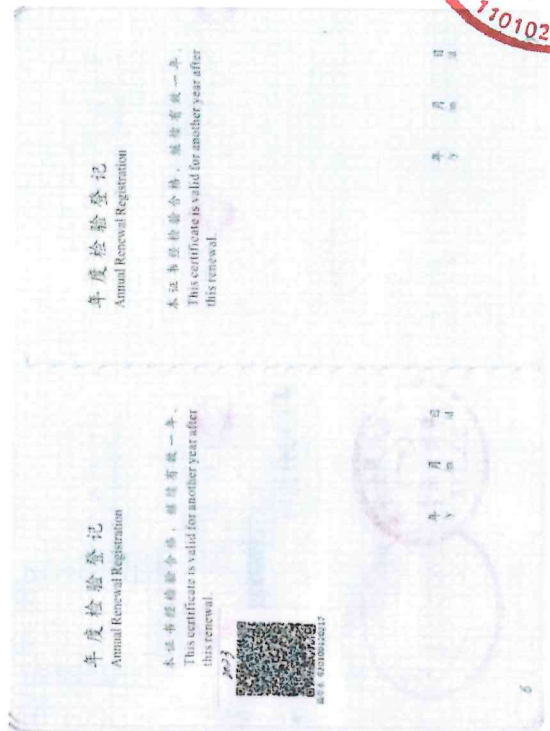 年度检验登记
Annual Renewal Registration
本证书经检验合格，继续有效一年。
This certificate is valid for another year after
this renewal.
2023
年 月 日
y m d
6
年度检验登记
Annual Renewal Registration
本证书经检验合格，继续有效一年。
This certificate is valid for another year after
this renewal.
年 月 日
y m d
110102